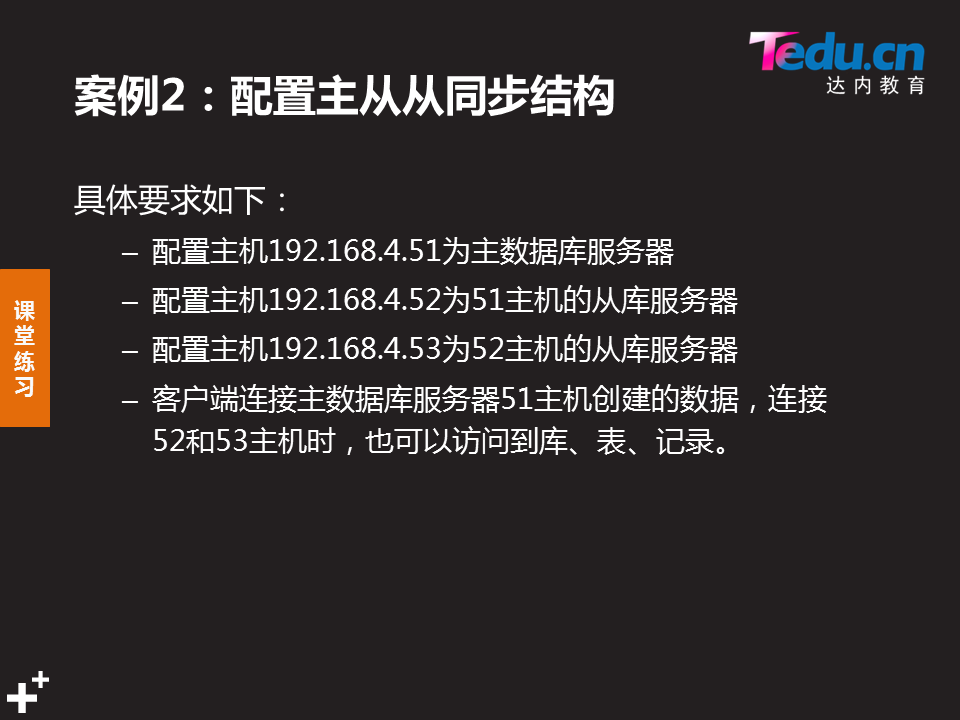 Tedu.cn
达内教育
案例2：配置主从从同步结构
具体要求如下：
– 配置主机192.168.4.51为主数据库服务器
– 配置主机192.168.4.52为51主机的从库服务器
– 配置主机192.168.4.53为52主机的从库服务器
– 客户端连接主数据库服务器51主机创建的数据，连接
52和53主机时，也可以访问到库、表、记录。
课
堂
练
习